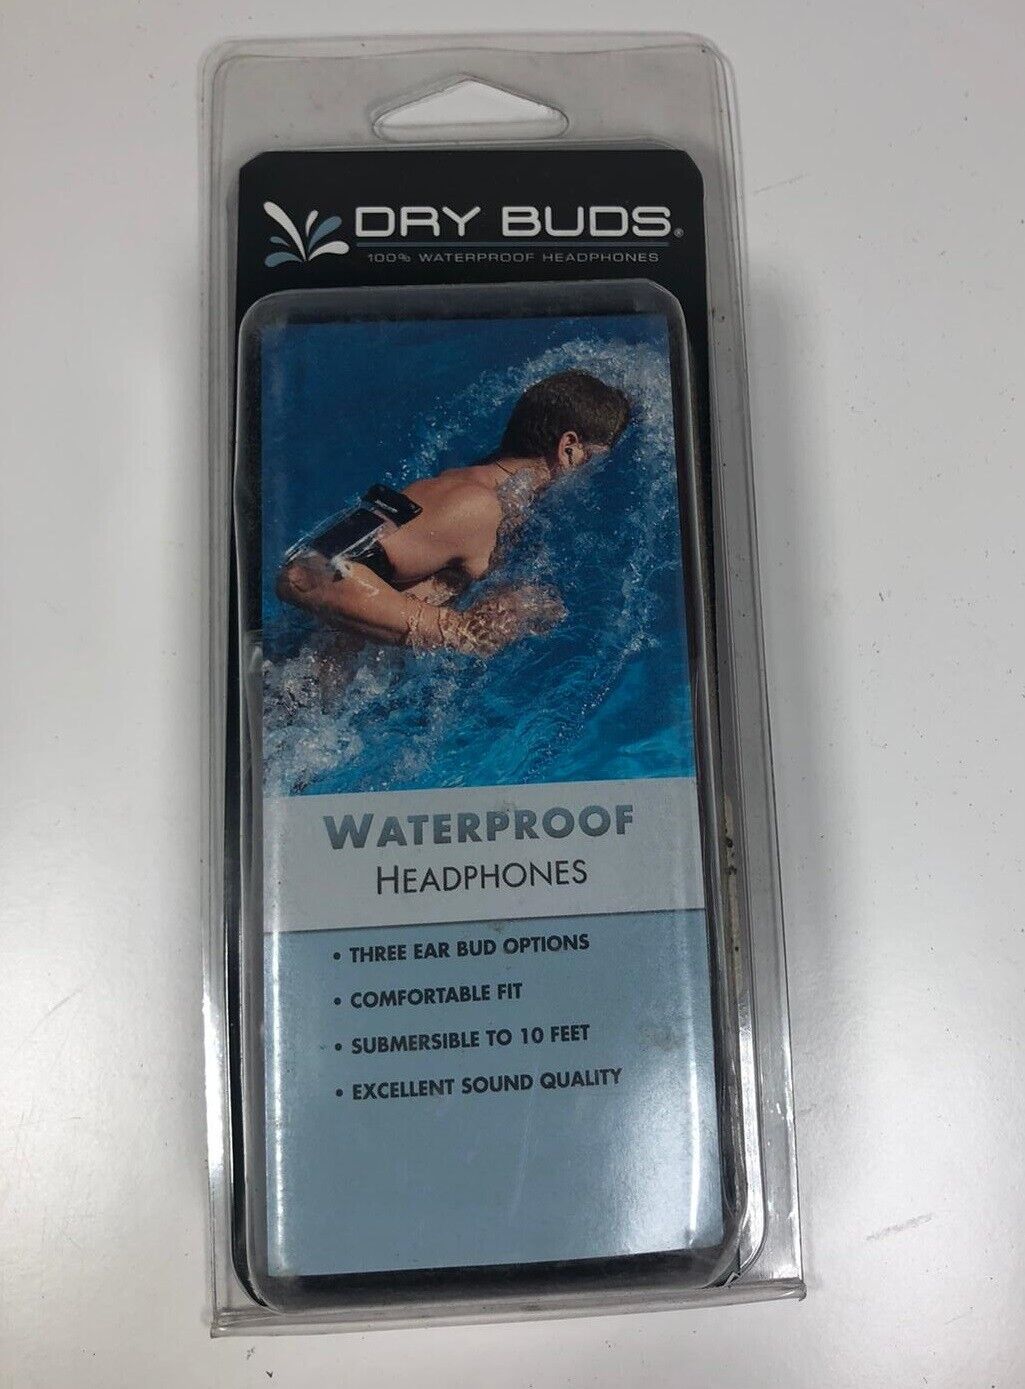 DRY BUDS®
100% WATERPROOF HEADPHONES
WATERPROOF
HEADPHONES
• THREE EAR BUD OPTIONS
• COMFORTABLE FIT
• SUBMERSIBLE TO 10 FEET
• EXCELLENT SOUND QUALITY